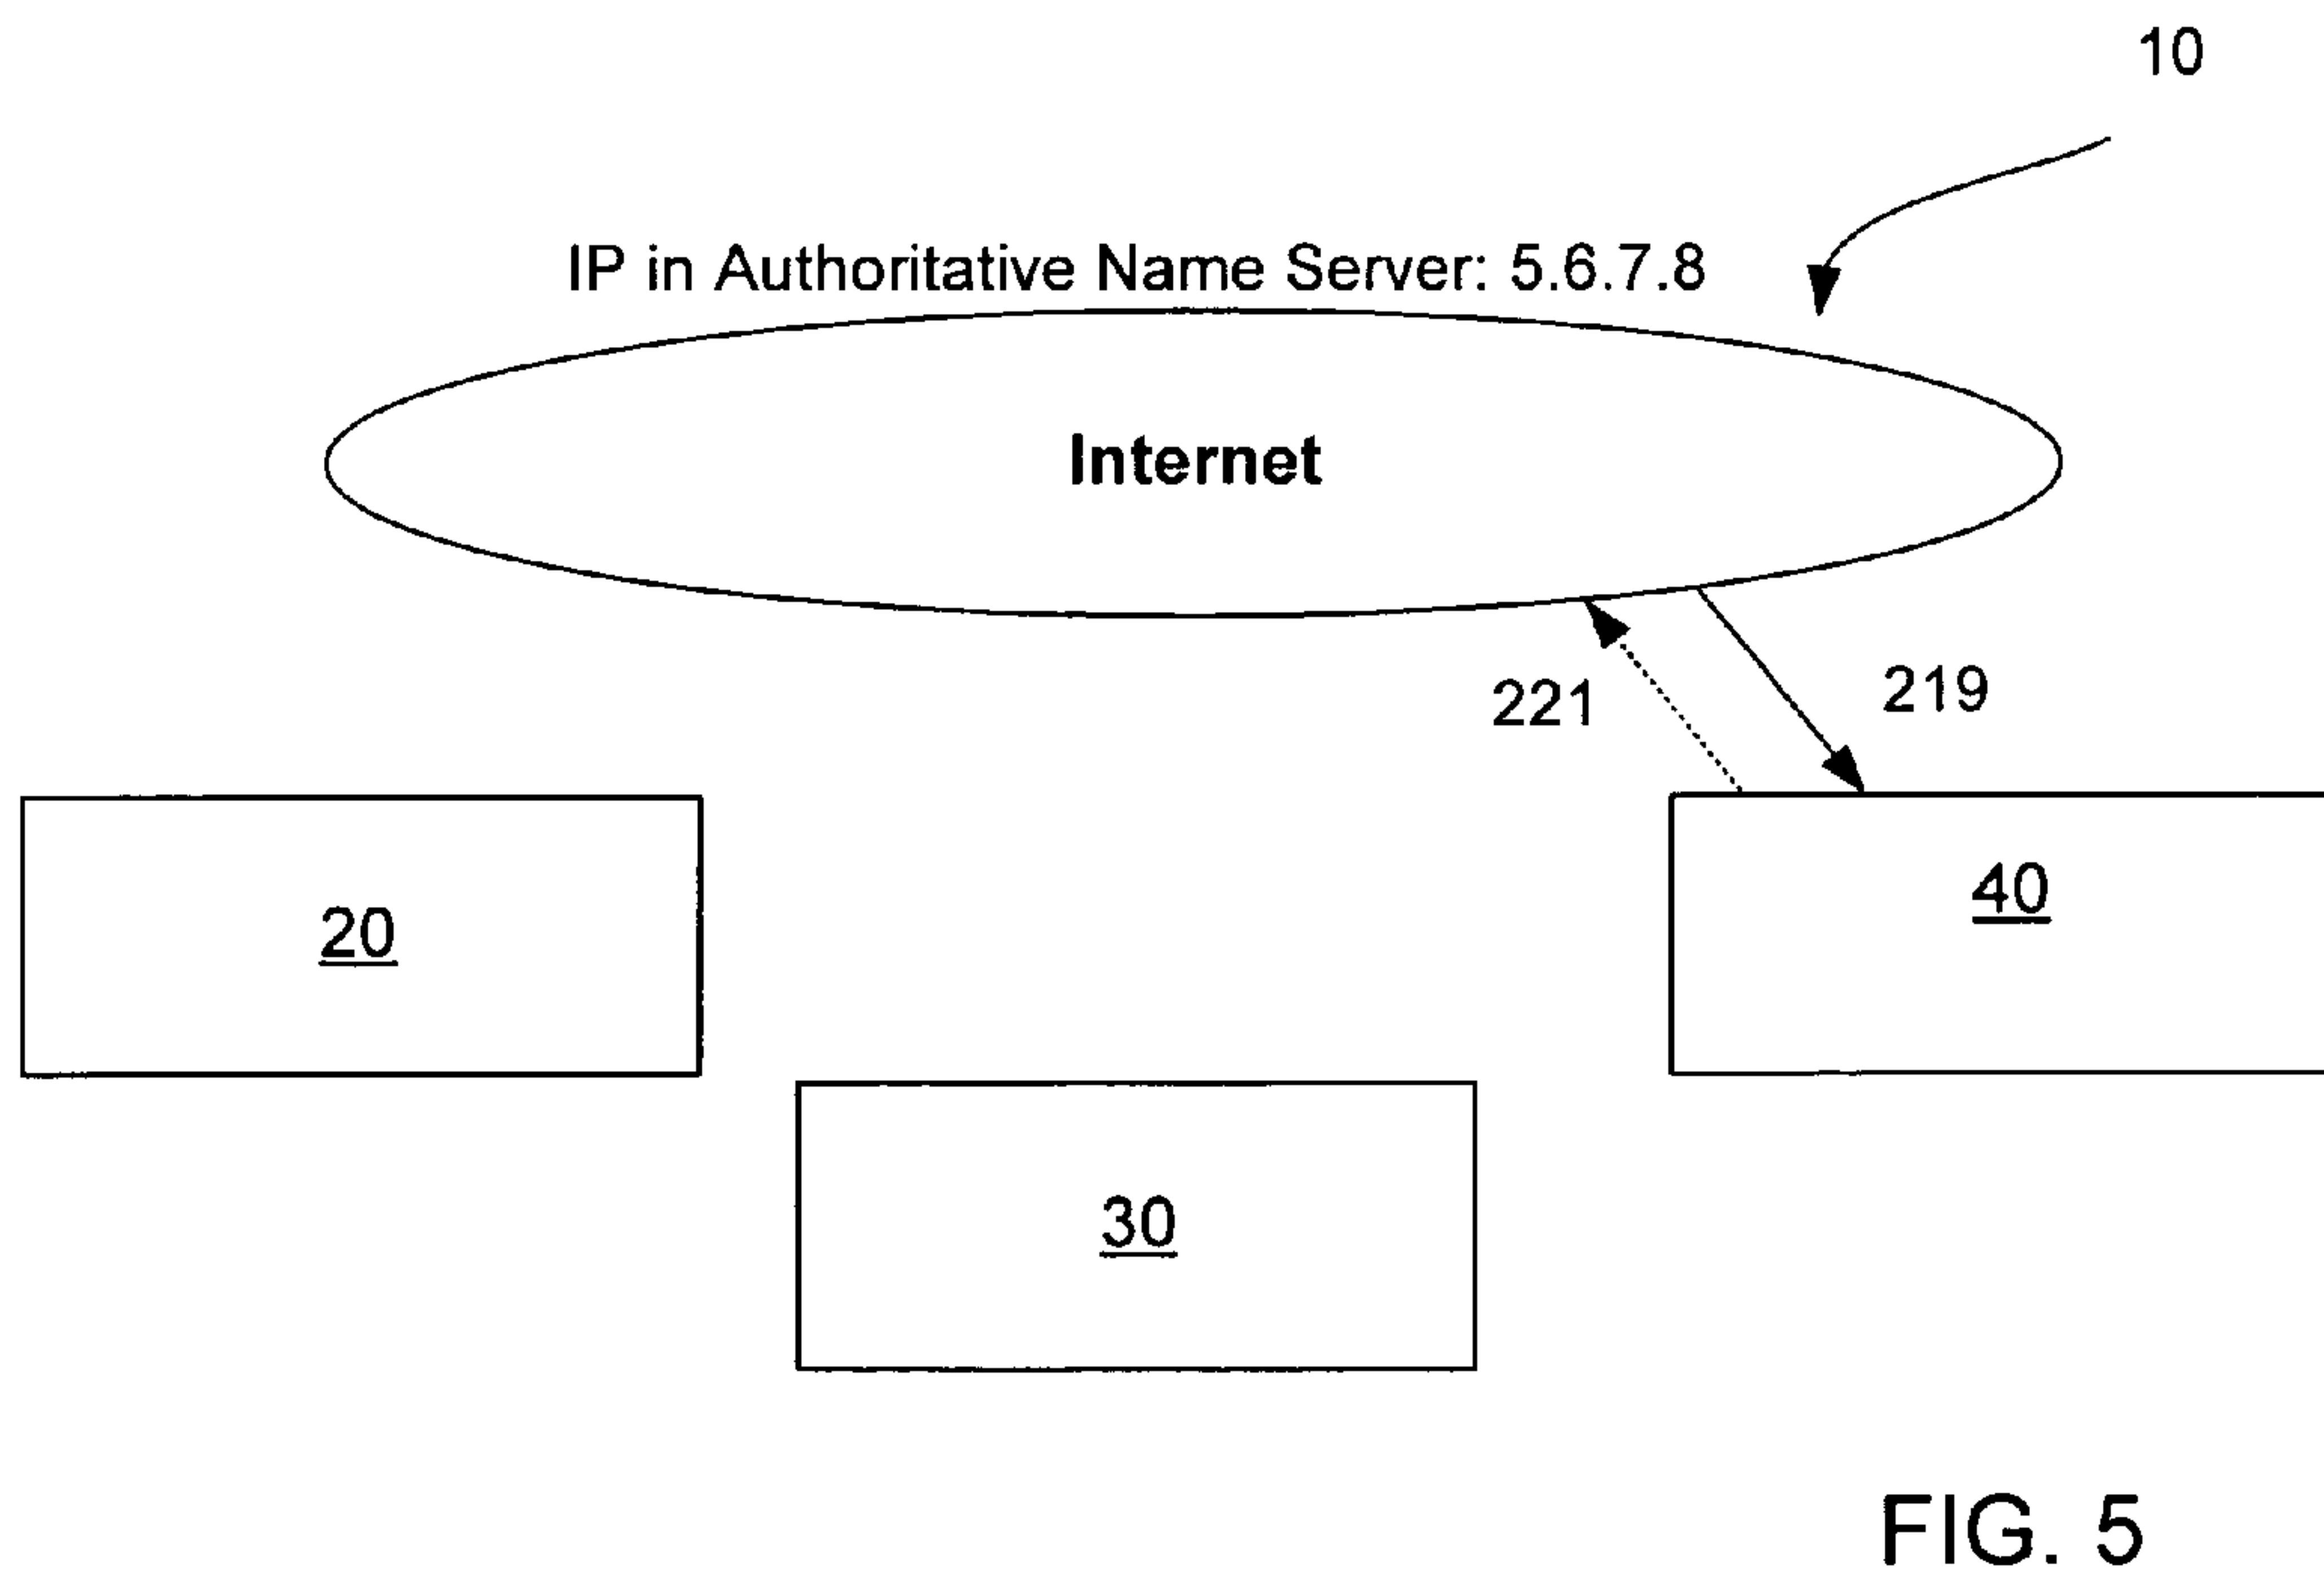 10
IP in Authoritative Name Server: 5.6.7.8
Internet
221
219
20
40
30
FIG. 5